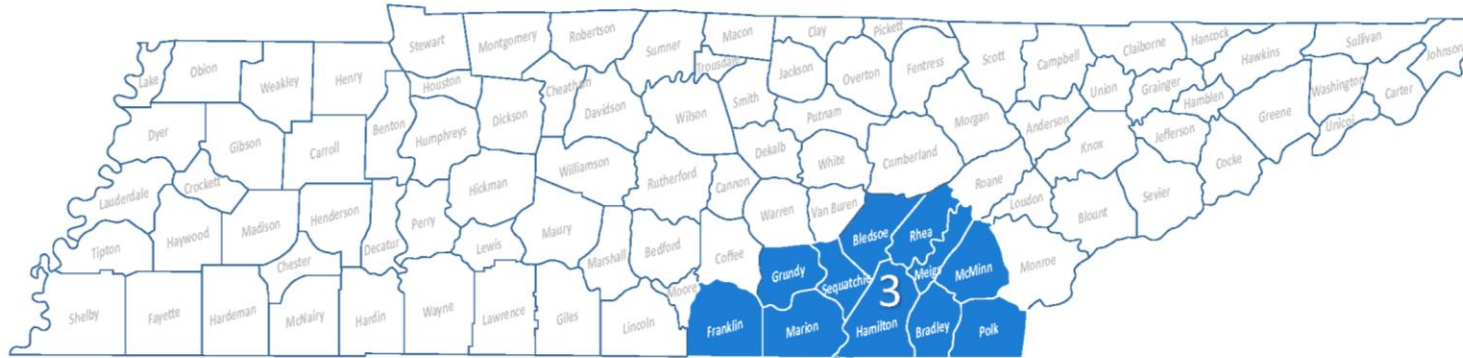 Stewart
Montgomery
Robertson
Sumner
Macon
Clay
Pickett
Scott
Campbell
Claiborne
Hancock
Hawkins
Sullivan
Johnson
Lake
Obion
Weakley
Henry
Houston
Cheatham
Davidson
Trousdale
Jackson
Overton
Fentress
Union
Grainger
Hamblen
Washington
Carter
Dyer
Gibson
Carroll
Benton
Humphreys
Dickson
Wilson
Smith
Putnam
Morgan
Anderson
Knox
Jefferson
Greene
Unicoi
Lauderdale
Crockett
Hickman
Williamson
Rutherford
Cannon
Dekalb
White
Cumberland
Roane
Loudon
Blount
Sevier
Cocke
Tipton
Haywood
Madison
Henderson
Decatur
Perry
Lewis
Maury
Marshall
Bedford
Coffee
Warren
Van Buren
Bledsoe
Rhea
Chester
Moore
Grundy
Sequatchie
3
Meigs
McMinn
Monroe
Shelby
Fayette
Hardeman
McNairy
Hardin
Wayne
Lawrence
Giles
Lincoln
Franklin
Marion
Hamilton
Bradley
Polk